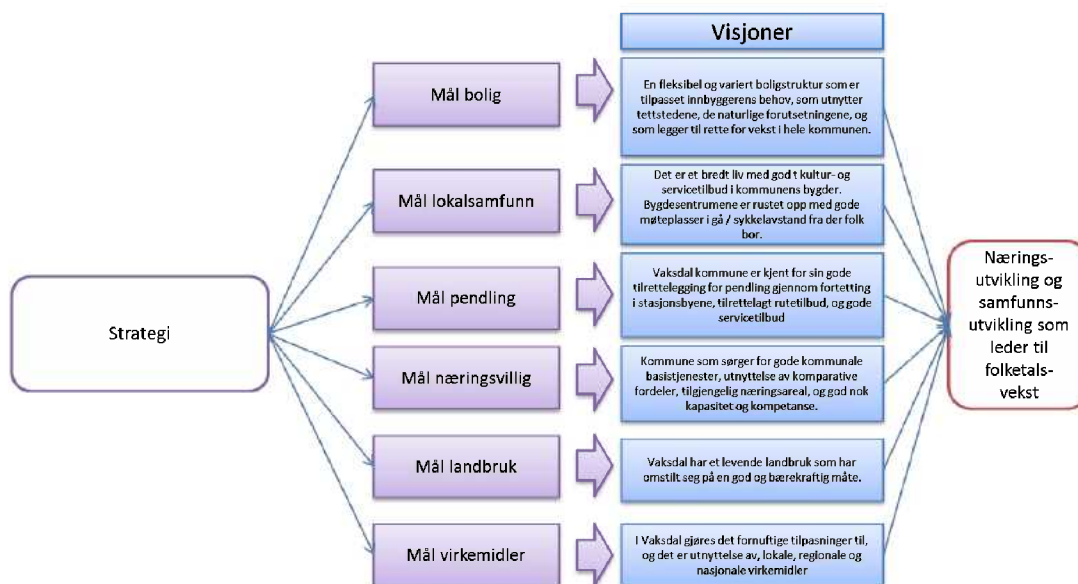 Visjoner
Strategi
Mål bolig
En fleksibel og variert boligstruktur som er
tilpasset innbyggerens behov, som utnytter
tettstedene, de naturlige forutsetningene, og
som legger til rette for vekst i hele kommunen.
Mål lokalsamfunn
Det er et bredt liv med god t kultur- og
servicetilbud i kommunens bygder.
Bygdesentrumene er rustet opp med gode
møteplasser i gå / sykkelavstand fra der folk
bor.
Mål pendling
Vaksdal kommune er kjent for sin gode
tilrettelegging for pendling gjennom fortetting
i stasjonsbyene, tilrettelagt rutetilbud, og gode
servicetilbud
Mål næringsvillig
Kommune som sørger for gode kommunale
basistjenester, utnyttelse av komparative
fordeler, tilgjengelig næringsareal, og god nok
kapasitet og kompetanse.
Mål landbruk
Vaksdal har et levende landbruk som har
omstilt seg på en god og bærekraftig måte.
Mål virkemidler
I Vaksdal gjøres det fornuftige tilpasninger til,
og det er utnyttelse av, lokale, regionale og
nasjonale virkemidler
Nærings-
utvikling og
samfunns-
utvikling som
leder til
folketals-
vekst